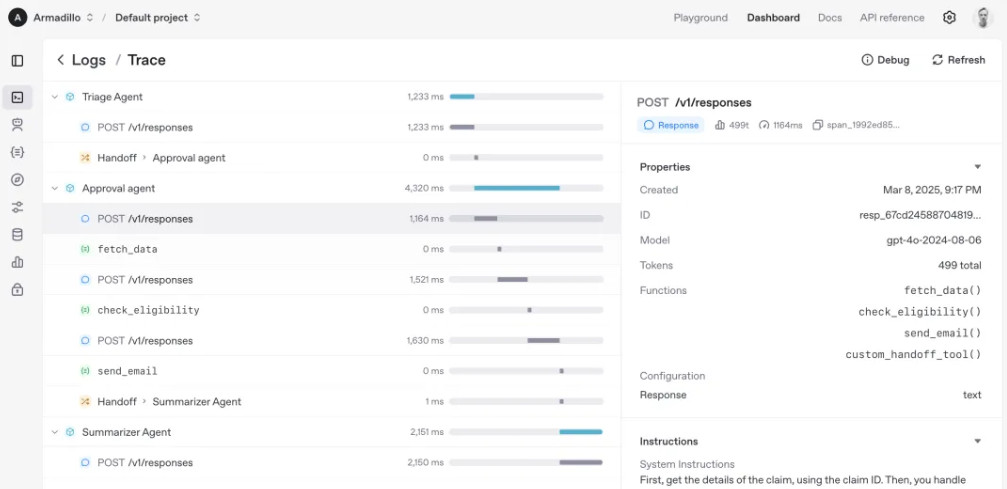 A Armadillo / Default project Playground Dashboard Docs API reference
Logs / Trace Debug Refresh
Triage Agent 1,233 ms
POST /v1/responses 1,233 ms
Handoff > Approval agent 0 ms
Approval agent 4,320 ms
POST /v1/responses 1,164 ms
fetch_data 0 ms
POST /v1/responses 1,521 ms
check_eligibility 0 ms
POST /v1/responses 1,630 ms
send_email 0 ms
Handoff > Summarizer Agent 1 ms
Summarizer Agent 2,151 ms
POST /v1/responses 2,150 ms
POST /v1/responses
Response 499t 1164ms span_1992ed85...
Properties
Created Mar 8, 2025, 9:17 PM
ID resp_67cd24588704819...
Model gpt-4o-2024-08-06
Tokens 499 total
Functions fetch_data()
check_eligibility()
send_email()
custom_handoff_tool()
Configuration
Response text
Instructions
System Instructions
First, get the details of the claim, using the claim ID. Then, you handle